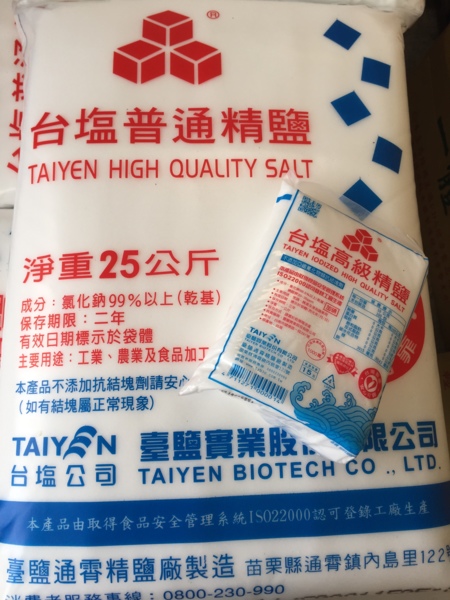 台塩普通精鹽
TAIYEN HIGH QUALITY SALT
淨重25公斤
成分：氯化鈉99%以上(乾基)
保存期限：二年
有效日期標示於袋體
主要用途：工業、農業及食品加工
本產品不添加抗結塊劑請安心
(如有結塊屬正常現象)
TAIYEN
台塩公司
臺鹽實業股 限公司
TAIYEN BIOTECH CO ., LTD.
本產品由取得食品安全管理系統ISO22000認可登錄工廠生產
臺鹽通霄精鹽廠製造 苗栗縣通霄鎮內島里122
消費者服務專線：0800-230-990
台塩高級精鹽
TAIYEN IODIZED HIGH QUALITY SALT
TAIYEN